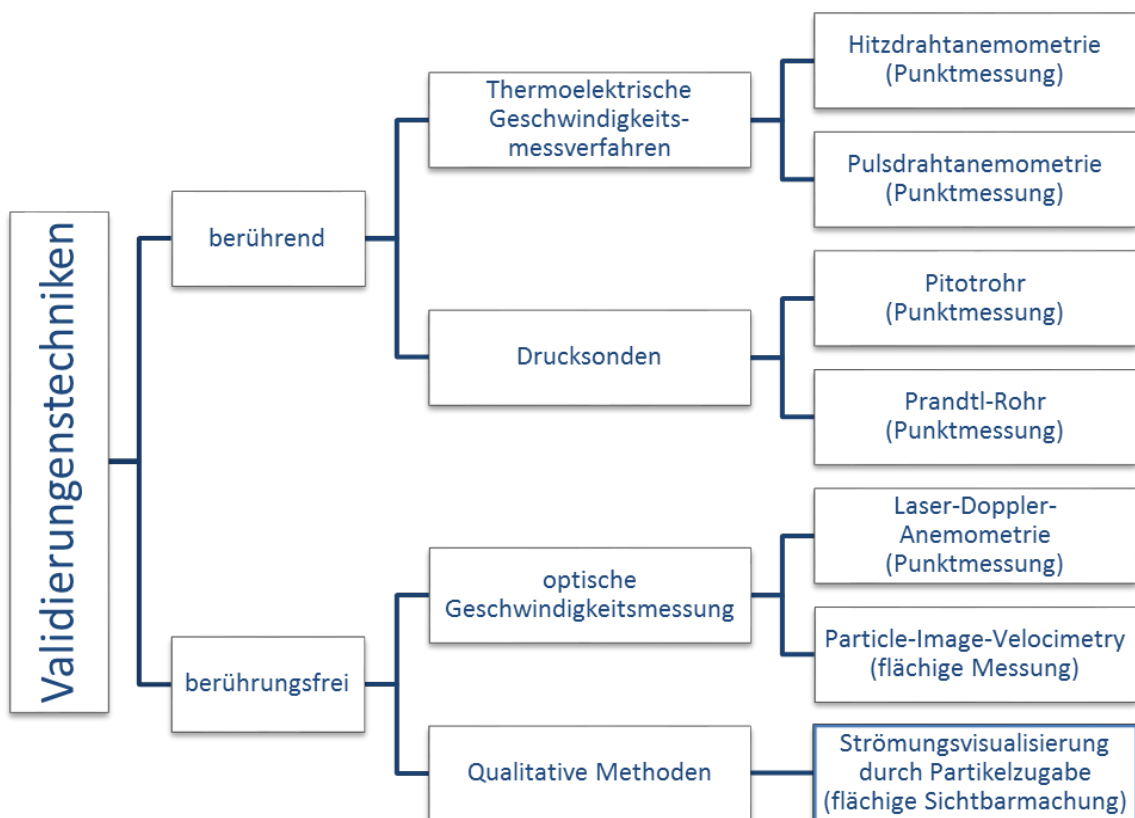 Validierungenstechniken
berührend
Thermoelektrische
Geschwindigkeits-
messverfahren
Hitzdrahtanemometrie
(Punktmessung)
Pulsdrahtanemometrie
(Punktmessung)
Drucksonden
Pitotrohr
(Punktmessung)
Prandtl-Rohr
(Punktmessung)
berührungsfrei
optische
Geschwindigkeitsmessung
Laser-Doppler-
Anemometrie
(Punktmessung)
Particle-Image-Velocimetry
(flächige Messung)
Qualitative Methoden
Strömungsvisualisierung
durch Partikelzugabe
(flächige Sichtbarmachung)